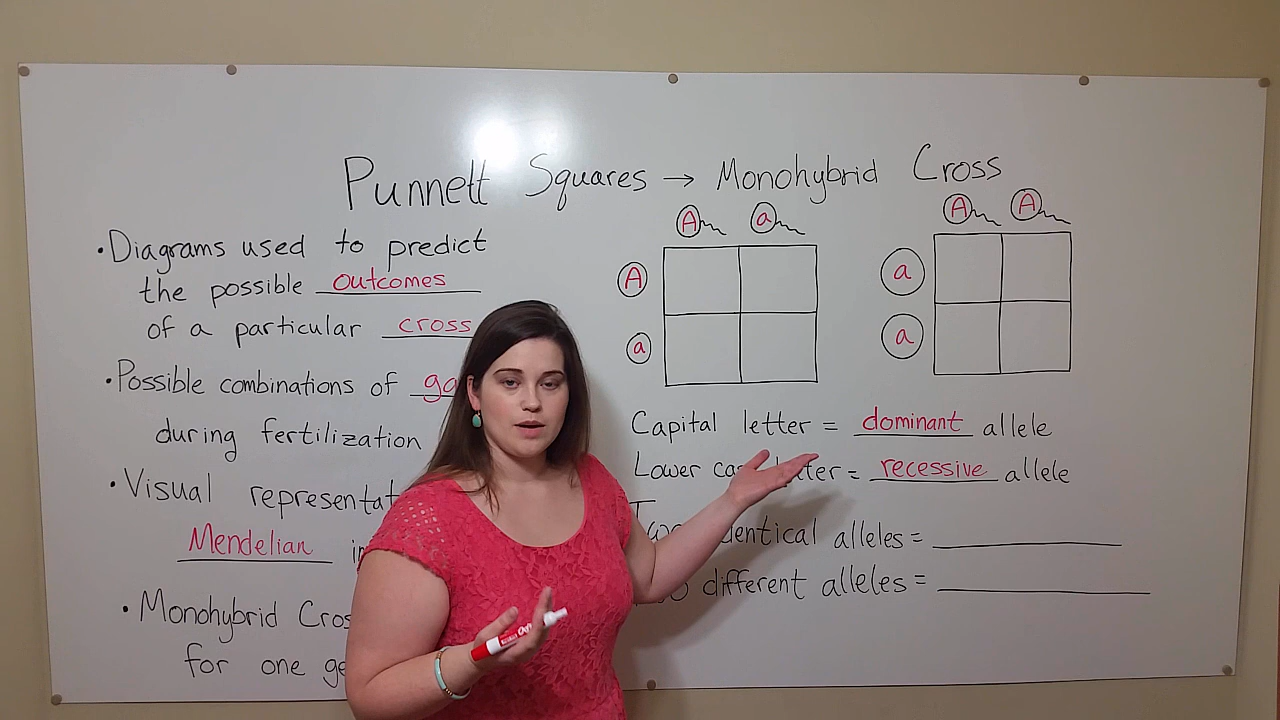 Punnett Squares → Monohybrid Cross
• Diagrams used to predict
the possible outcomes
of a particular cross
• Possible combinations of
during fertilization
• Visual
Mendelian
• Monohybrid
for one
A a
A
a
A A
a
a
Capital letter = dominant allele
Lower = recessive allele
alleles =
different alleles =